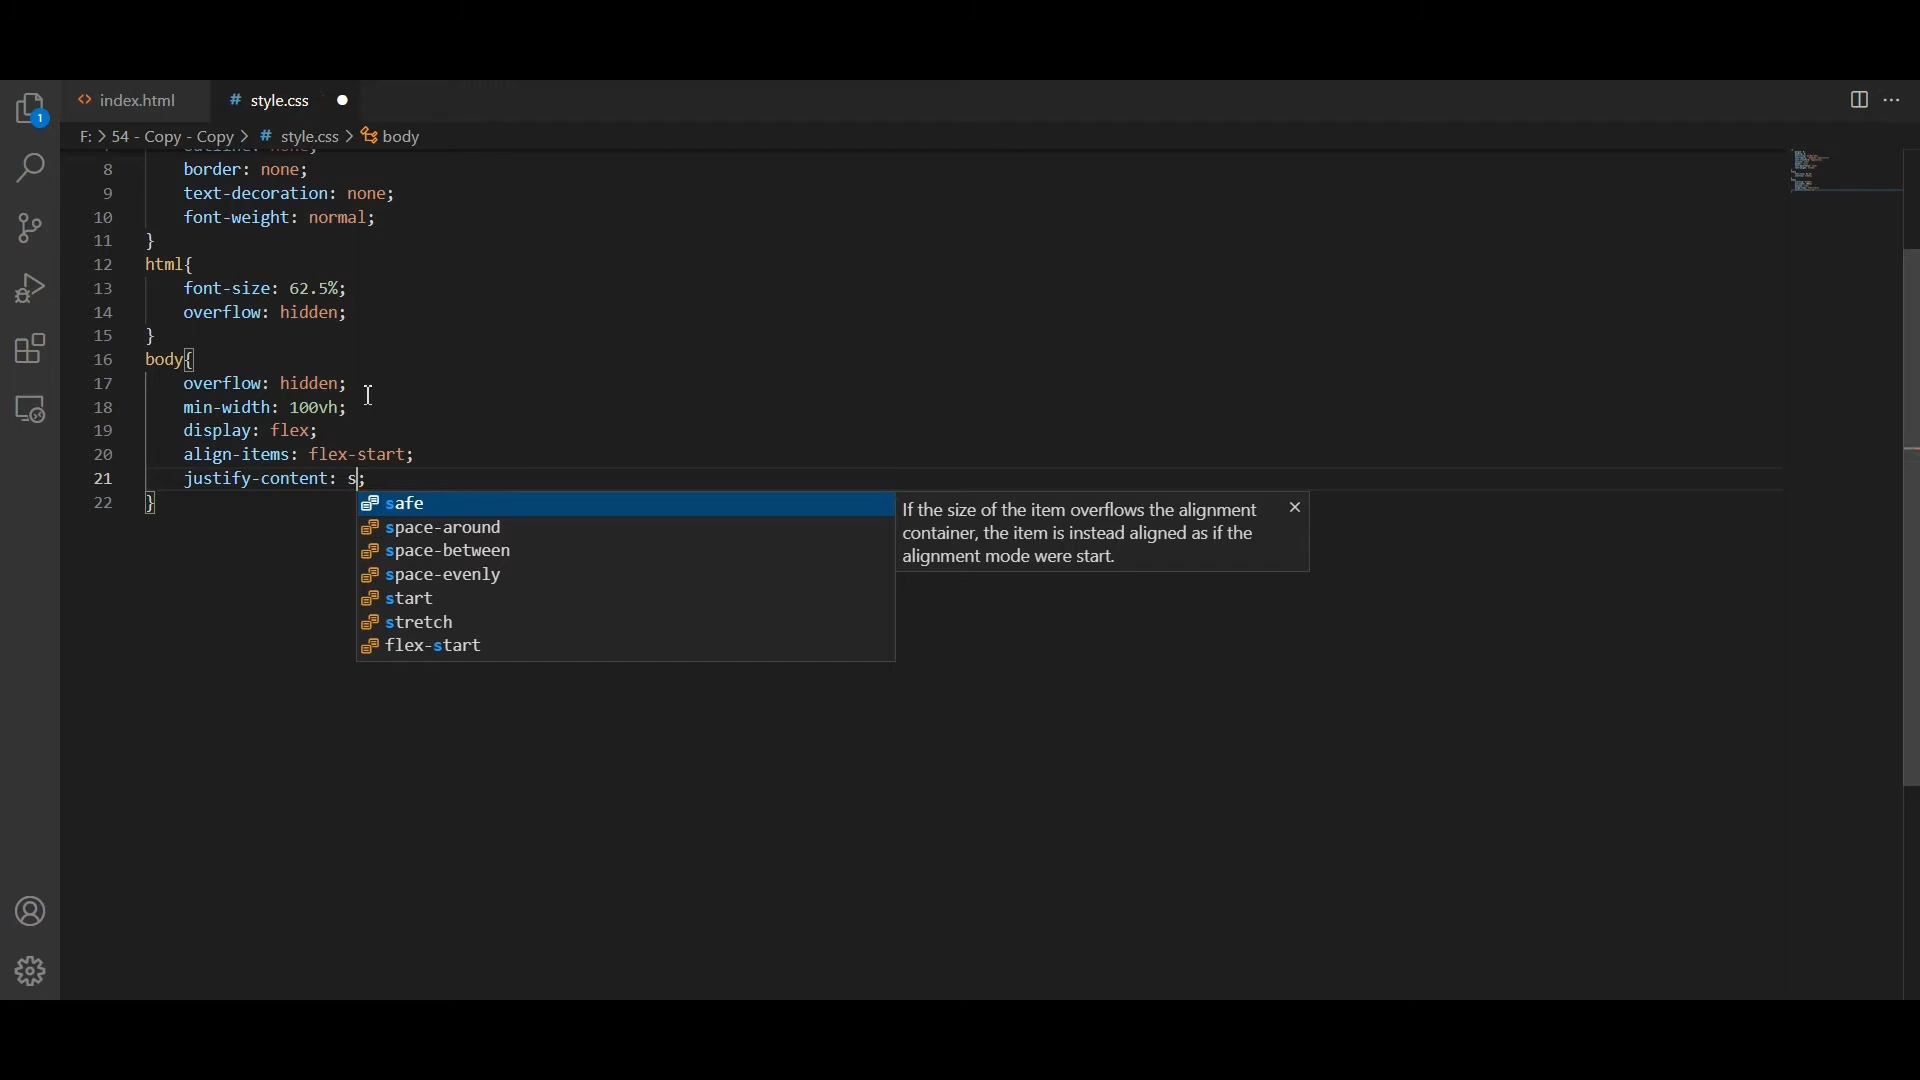 index.html
# style.css
F: > 54 - Copy - Copy > # style.css > body
1
8 border: none;
9 text-decoration: none;
10 font-weight: normal;
11 }
12 html{
13 font-size: 62.5%;
14 overflow: hidden;
15 }
16 body{
17 overflow: hidden;
18 min-width: 100vh;
19 display: flex;
20 align-items: flex-start;
21 justify-content: s;
22 }
safe
space-around
space-between
space-evenly
start
stretch
flex-start
If the size of the item overflows the alignment
container, the item is instead aligned as if the
alignment mode were start.